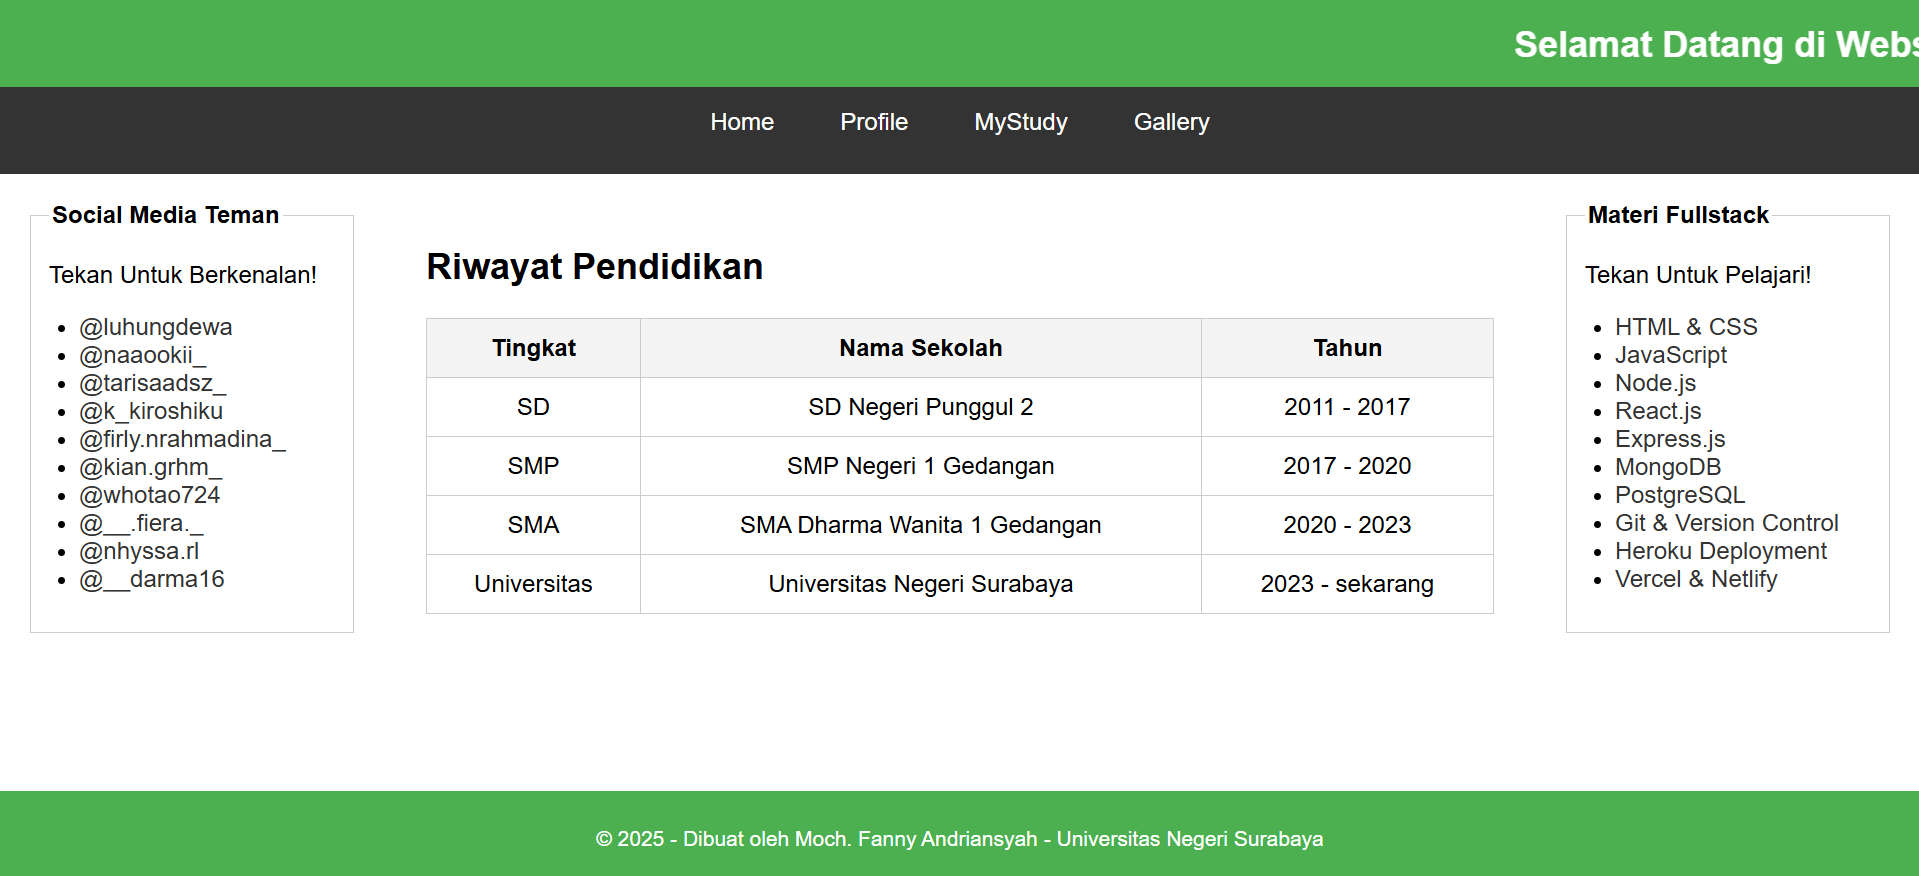 Selamat Datang di Webs
Home Profile MyStudy Gallery
Social Media Teman
Tekan Untuk Berkenalan!
@luhungdewa
@naaookii_
@tarisaadsz_
@k_kiroshiku
@firly.nrahmadina_
@kian.grhm_
@whotao724
@__.fiera._
@nhyssa.rl
@__darma16
Riwayat Pendidikan
Tingkat Nama Sekolah Tahun
SD SD Negeri Punggul 2 2011 - 2017
SMP SMP Negeri 1 Gedangan 2017 - 2020
SMA SMA Dharma Wanita 1 Gedangan 2020 - 2023
Universitas Universitas Negeri Surabaya 2023 - sekarang
Materi Fullstack
Tekan Untuk Pelajari!
HTML & CSS
JavaScript
Node.js
React.js
Express.js
MongoDB
PostgreSQL
Git & Version Control
Heroku Deployment
Vercel & Netlify
© 2025 - Dibuat oleh Moch. Fanny Andriansyah - Universitas Negeri Surabaya